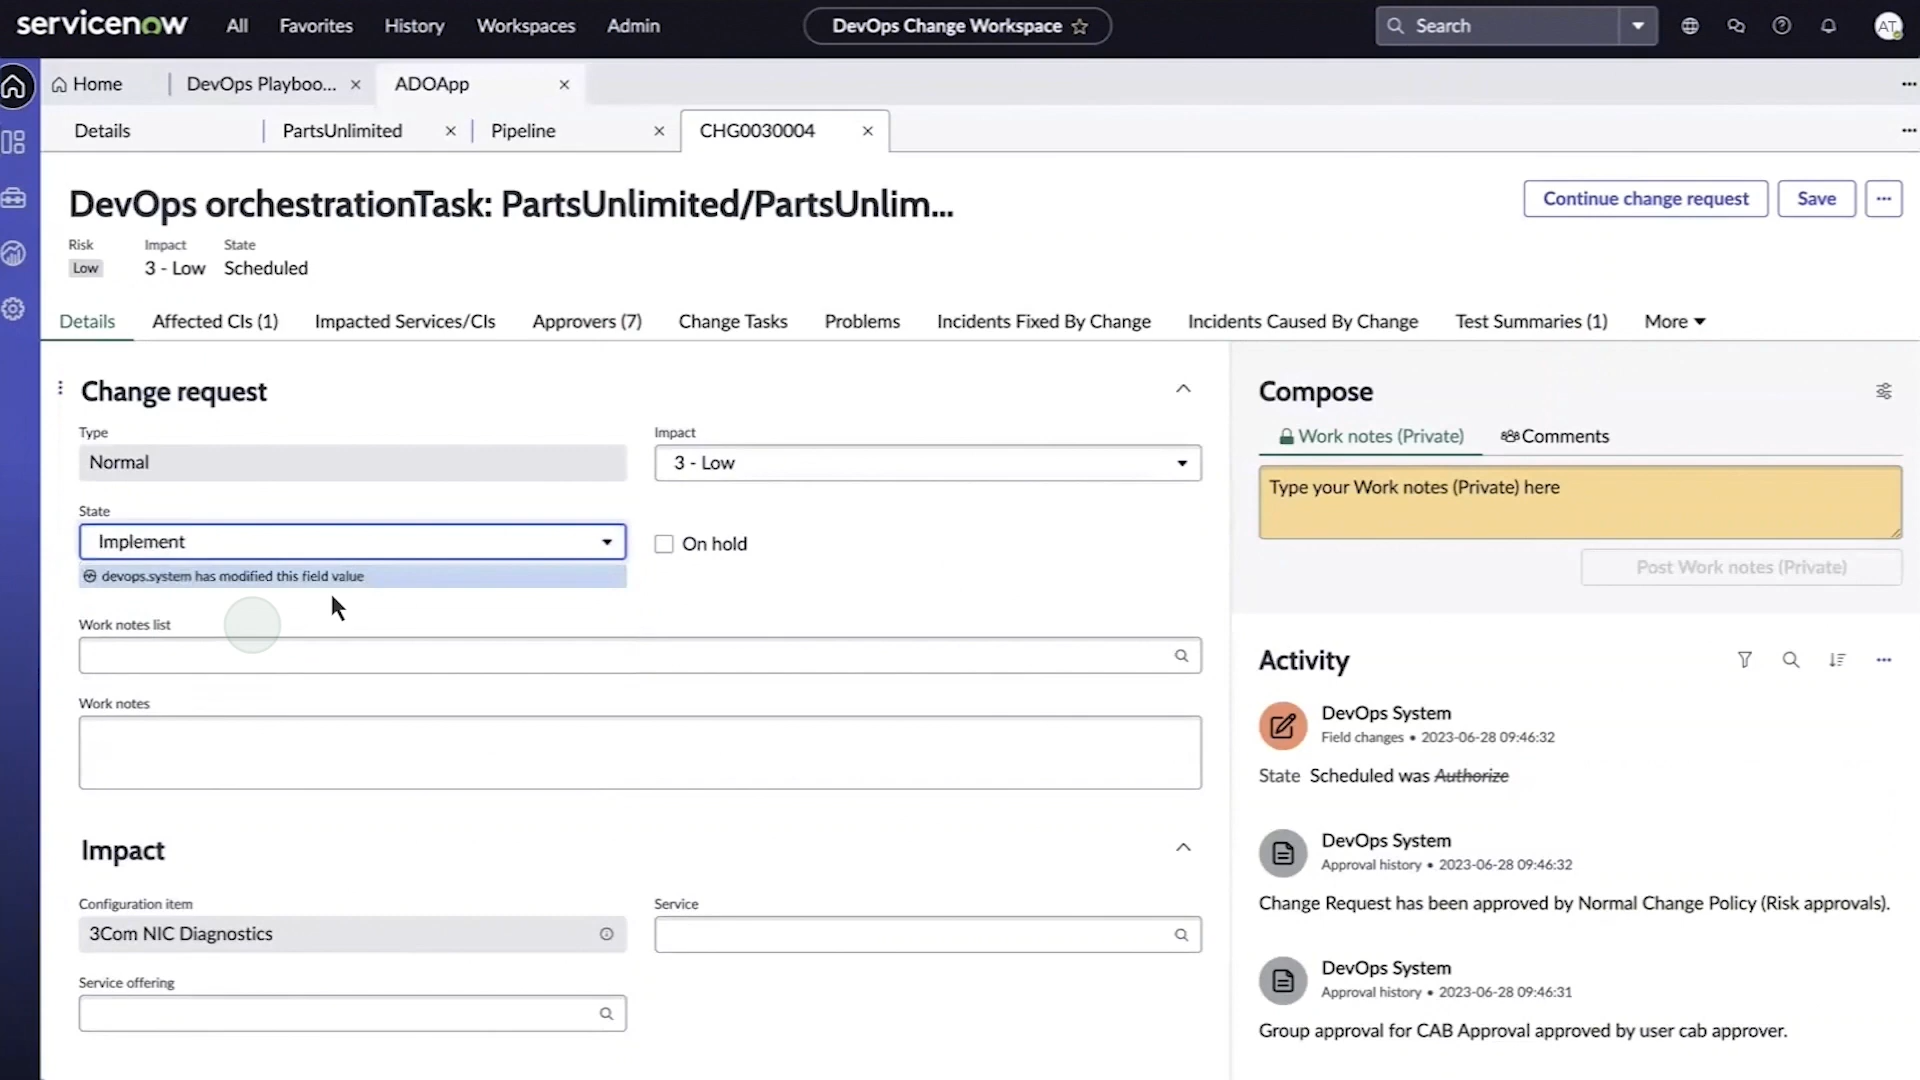 servicenow All Favorites History Workspaces Admin DevOps Change Workspace Search AT
Home DevOps Playboo... ADOApp
Details PartsUnlimited Pipeline CHG0030004
DevOps orchestrationTask: PartsUnlimited/PartsUnlim...
Continue change request Save
Risk Impact State
Low 3 - Low Scheduled
Details Affected CIs (1) Impacted Services/CIs Approvers (7) Change Tasks Problems Incidents Fixed By Change Incidents Caused By Change Test Summaries (1) More
Change request
Type Impact
Normal 3 - Low
State
Implement On hold
devops.system has modified this field value
Work notes list
Work notes
Impact
Configuration item Service
3Com NIC Diagnostics
Service offering
Compose
Work notes (Private) Comments
Type your Work notes (Private) here
Post Work notes (Private)
Activity
DevOps System
Field changes • 2023-06-28 09:46:32
State Scheduled was Authorize
DevOps System
Approval history • 2023-06-28 09:46:32
Change Request has been approved by Normal Change Policy (Risk approvals).
DevOps System
Approval history • 2023-06-28 09:46:31
Group approval for CAB Approval approved by user cab approver.